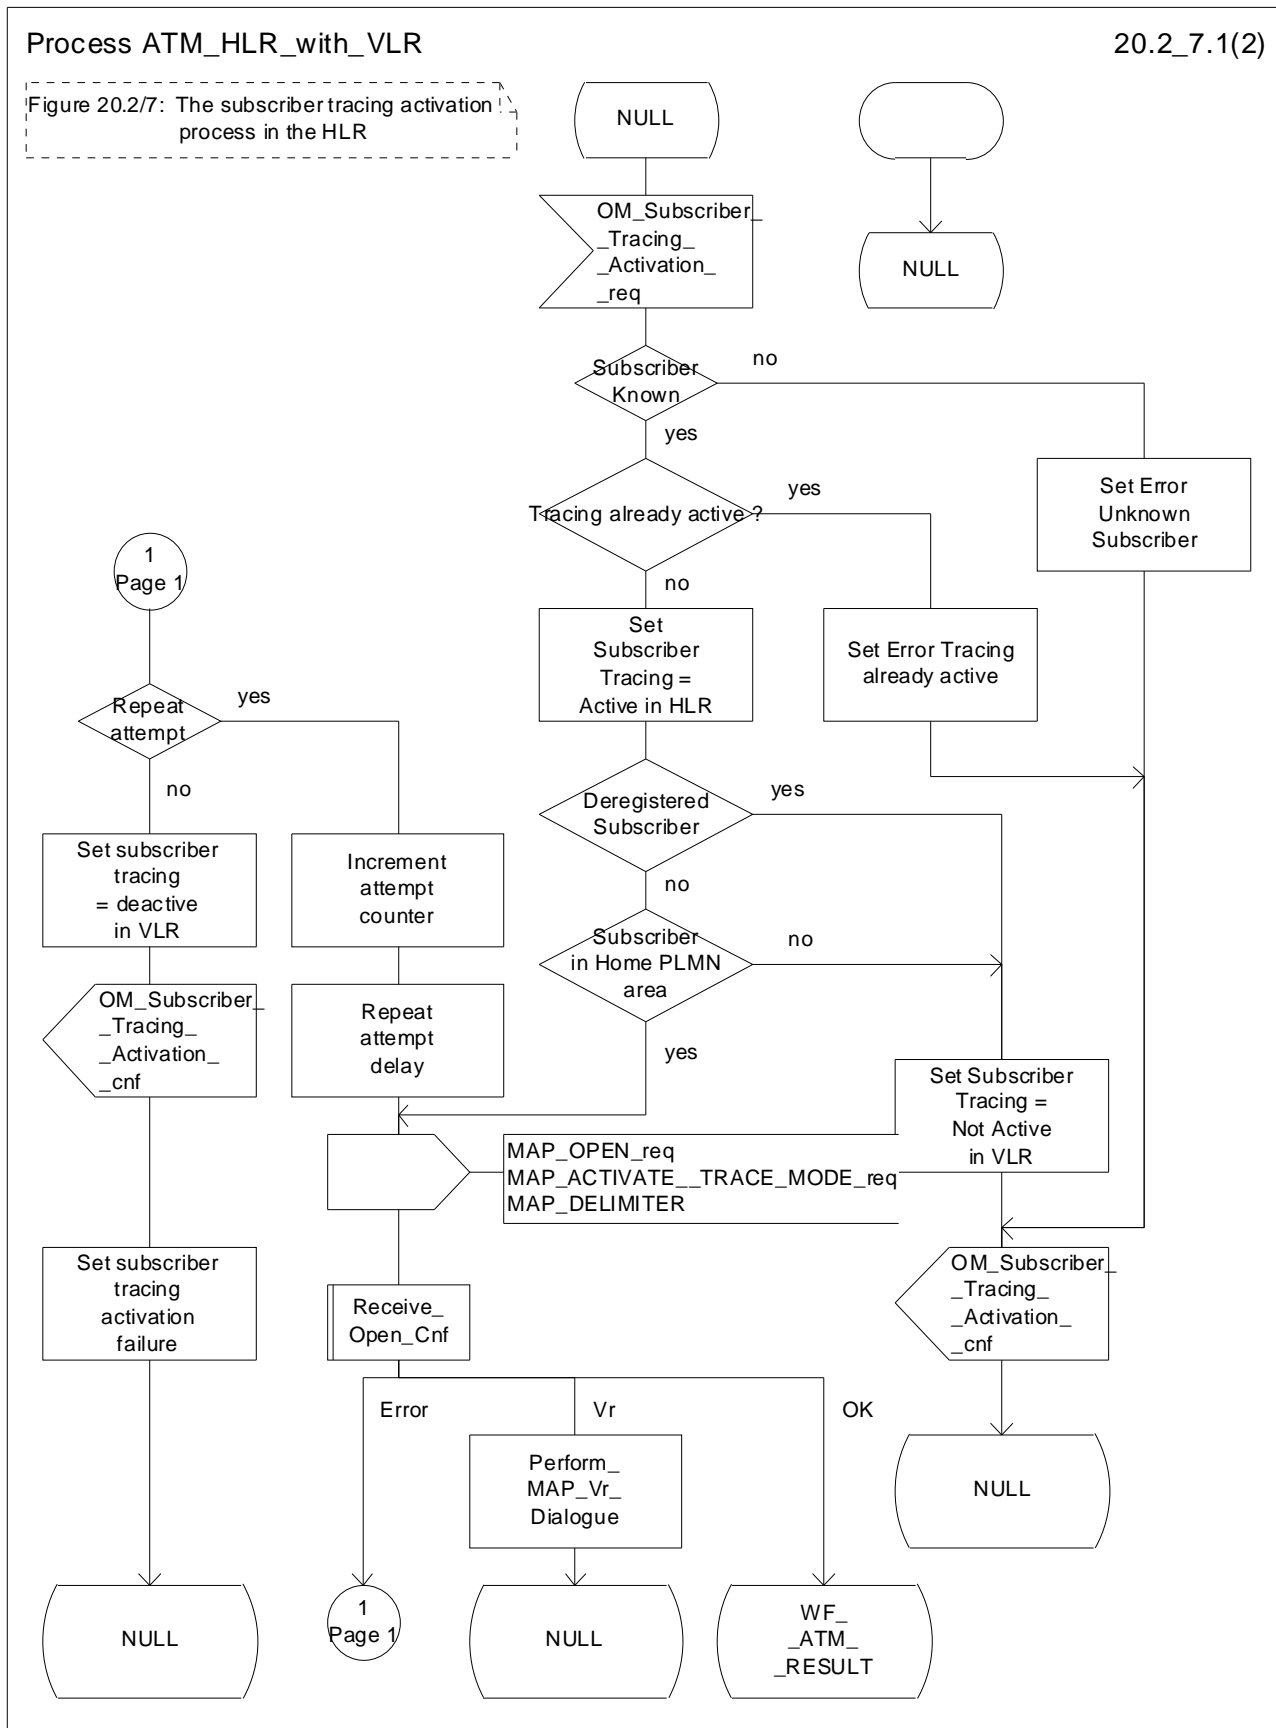 Process ATM_HLR_with_VLR
20.2_7.1(2)
Figure 20.2/7: The subscriber tracing activation
process in the HLR
NULL
OM_Subscriber_
_Tracing_
_Activation_
_req
NULL
Subscriber
Known
no
yes
Tracing already active ?
yes
no
Set Error
Unknown
Subscriber
1
Page 1
Set
Subscriber
Tracing =
Active in HLR
Set Error Tracing
already active
Repeat
attempt
yes
no
Deregistered
Subscriber
yes
no
Set subscriber
tracing
= deactive
in VLR
Increment
attempt
counter
Subscriber
in Home PLMN
area
no
yes
OM_Subscriber_
_Tracing_
_Activation_
_cnf
Repeat
attempt
delay
Set Subscriber
Tracing =
Not Active
in VLR
MAP_OPEN_req
MAP_ACTIVATE__TRACE_MODE_req
MAP_DELIMITER
Set subscriber
tracing
activation
failure
Receive_
Open_Cnf
OM_Subscriber_
_Tracing_
_Activation_
_cnf
Error
Vr
OK
Perform_
MAP_Vr_
Dialogue
NULL
NULL
1
Page 1
NULL
WF_
_ATM_
_RESULT